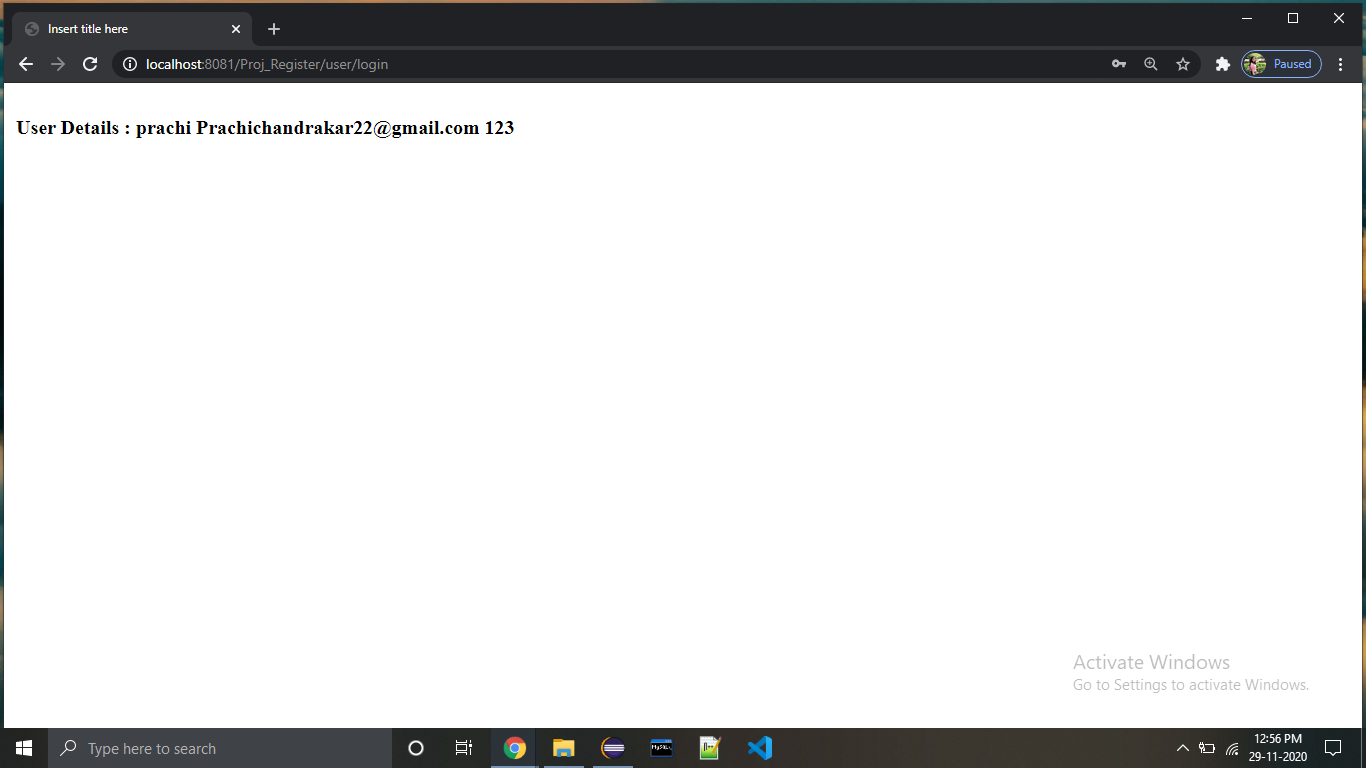 Insert title here
localhost:8081/Proj_Register/user/login
Paused
User Details : prachi Prachichandrakar22@gmail.com 123
Activate Windows
Go to Settings to activate Windows.
Type here to search
12:56 PM
29-11-2020